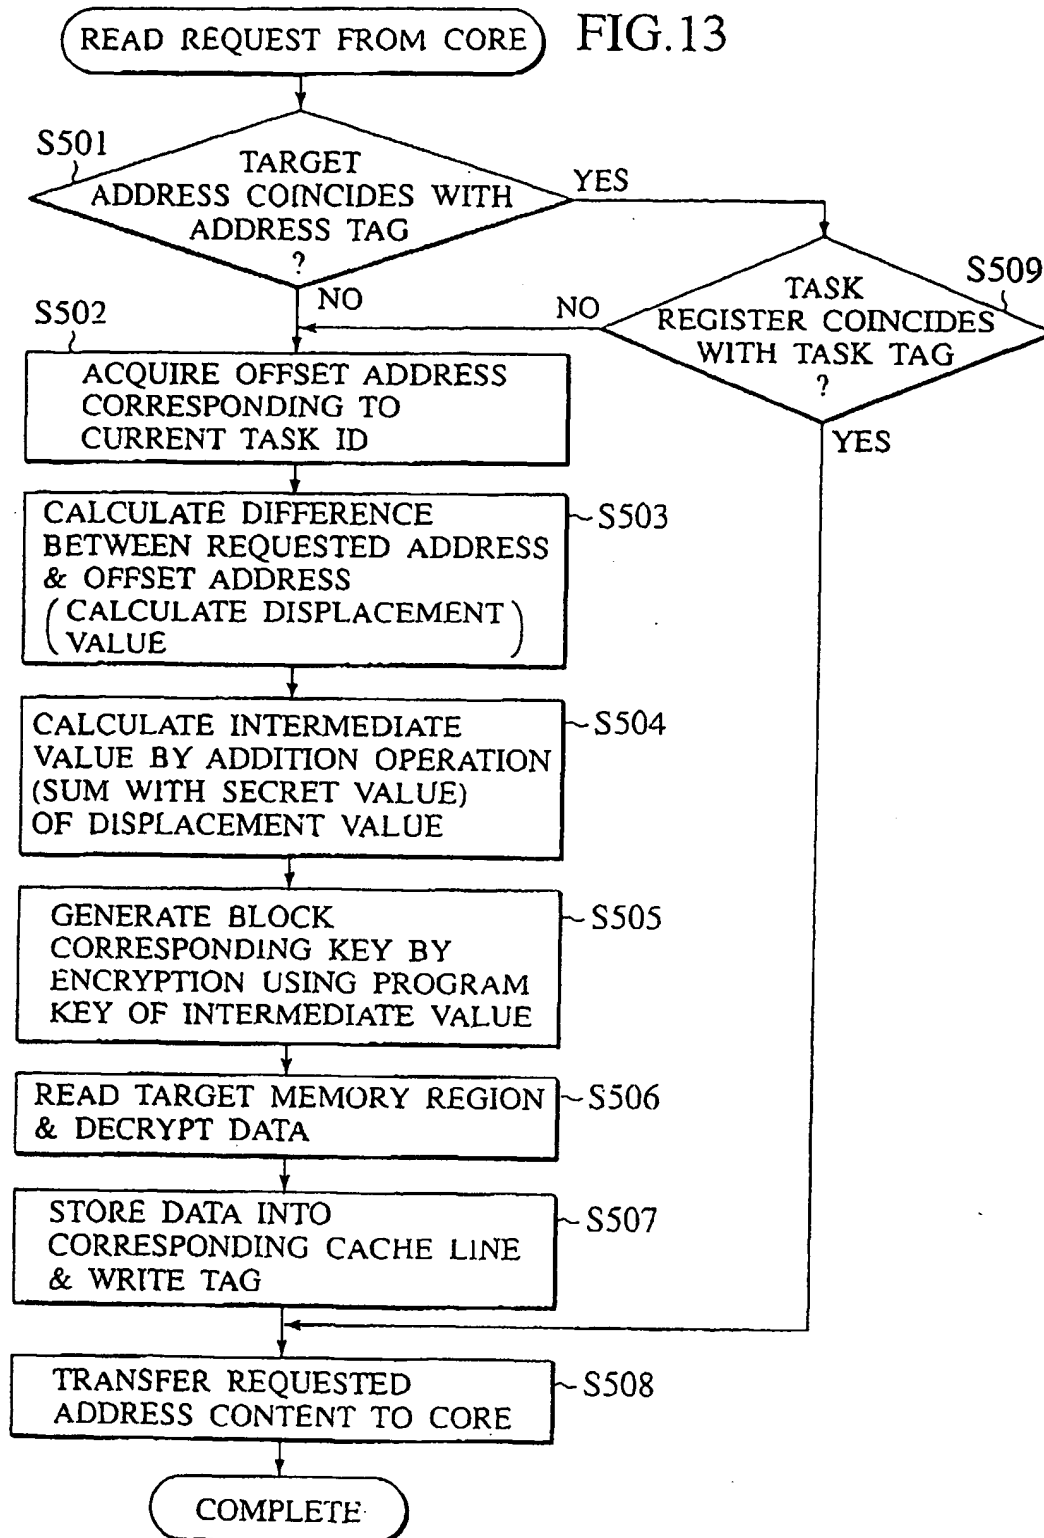 READ REQUEST FROM CORE
FIG.13
S501
TARGET
ADDRESS COINCIDES WITH
ADDRESS TAG
?
YES
NO
S509
TASK
REGISTER COINCIDES
WITH TASK TAG
?
NO
YES
S502
ACQUIRE OFFSET ADDRESS
CORRESPONDING TO
CURRENT TASK ID
CALCULATE DIFFERENCE
BETWEEN REQUESTED ADDRESS
& OFFSET ADDRESS
(CALCULATE DISPLACEMENT
VALUE)
S503
CALCULATE INTERMEDIATE
VALUE BY ADDITION OPERATION
(SUM WITH SECRET VALUE)
OF DISPLACEMENT VALUE
S504
GENERATE BLOCK
CORRESPONDING KEY BY
ENCRYPTION USING PROGRAM
KEY OF INTERMEDIATE VALUE
S505
READ TARGET MEMORY REGION
& DECRYPT DATA
S506
STORE DATA INTO
CORRESPONDING CACHE LINE
& WRITE TAG
S507
TRANSFER REQUESTED
ADDRESS CONTENT TO CORE
S508
COMPLETE